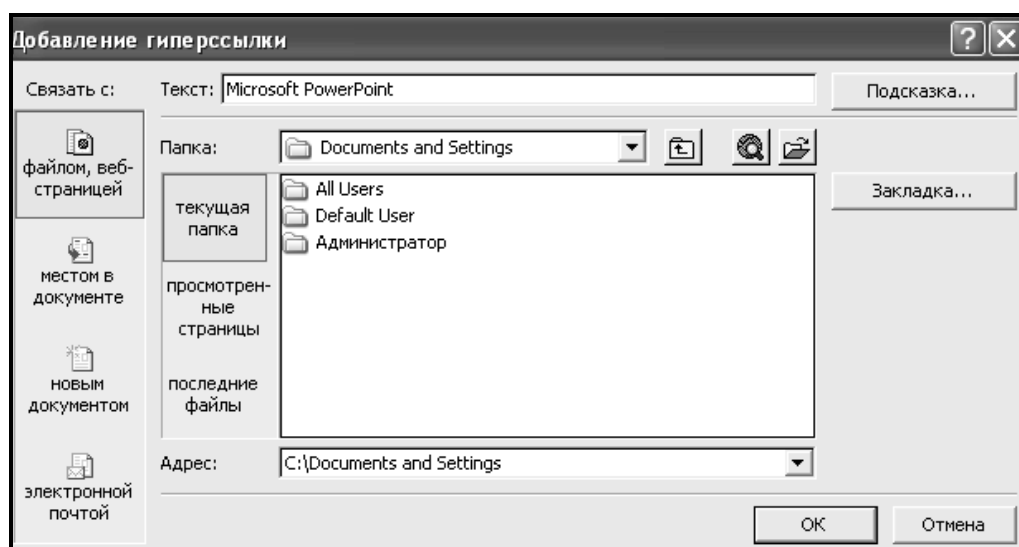 Добавление гиперссылки
Связать с:
Текст: Microsoft PowerPoint
Подсказка...
файлом, веб-
страницей
Папка: Documents and Settings
Закладка...
текущая
папка
All Users
Default User
Администратор
местом в
документе
просмотрен-
ные
страницы
новым
документом
последние
файлы
Адрес: C:\Documents and Settings
электронной
почтой
ОК
Отмена